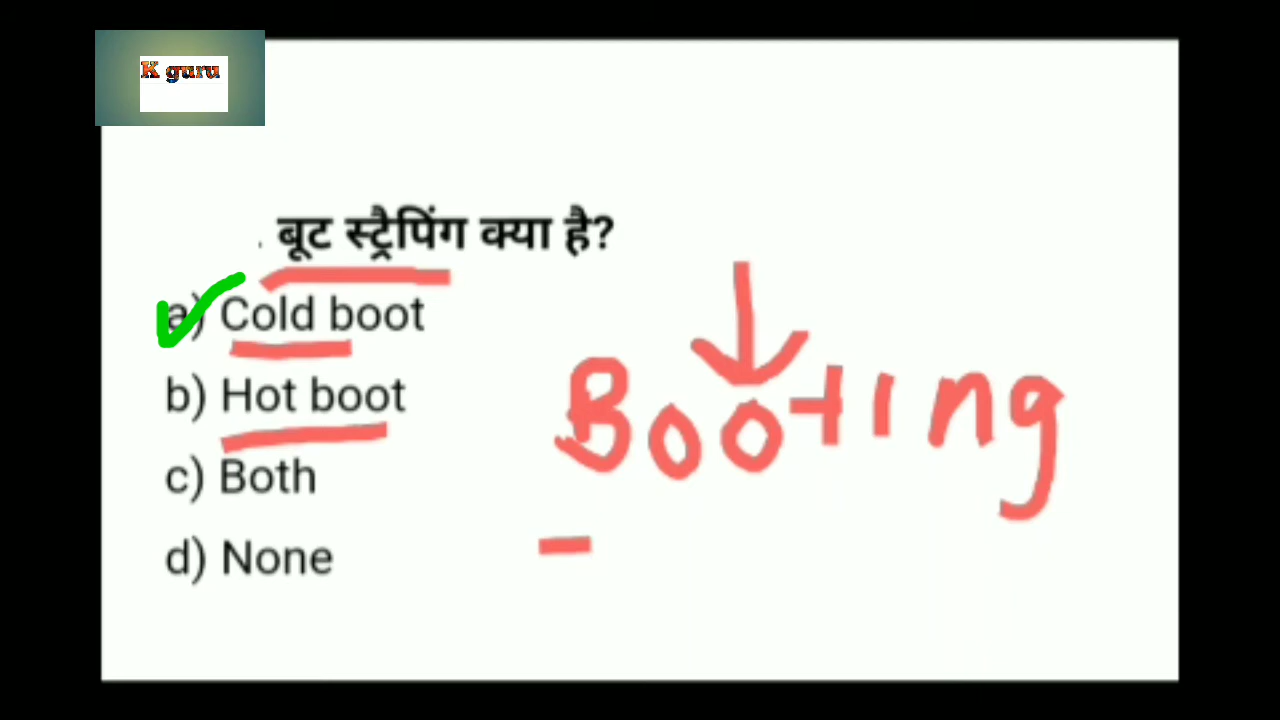 K guru
. बूट स्ट्रैपिंग क्या है?
a) Cold boot
b) Hot boot
Booting
c) Both
d) None